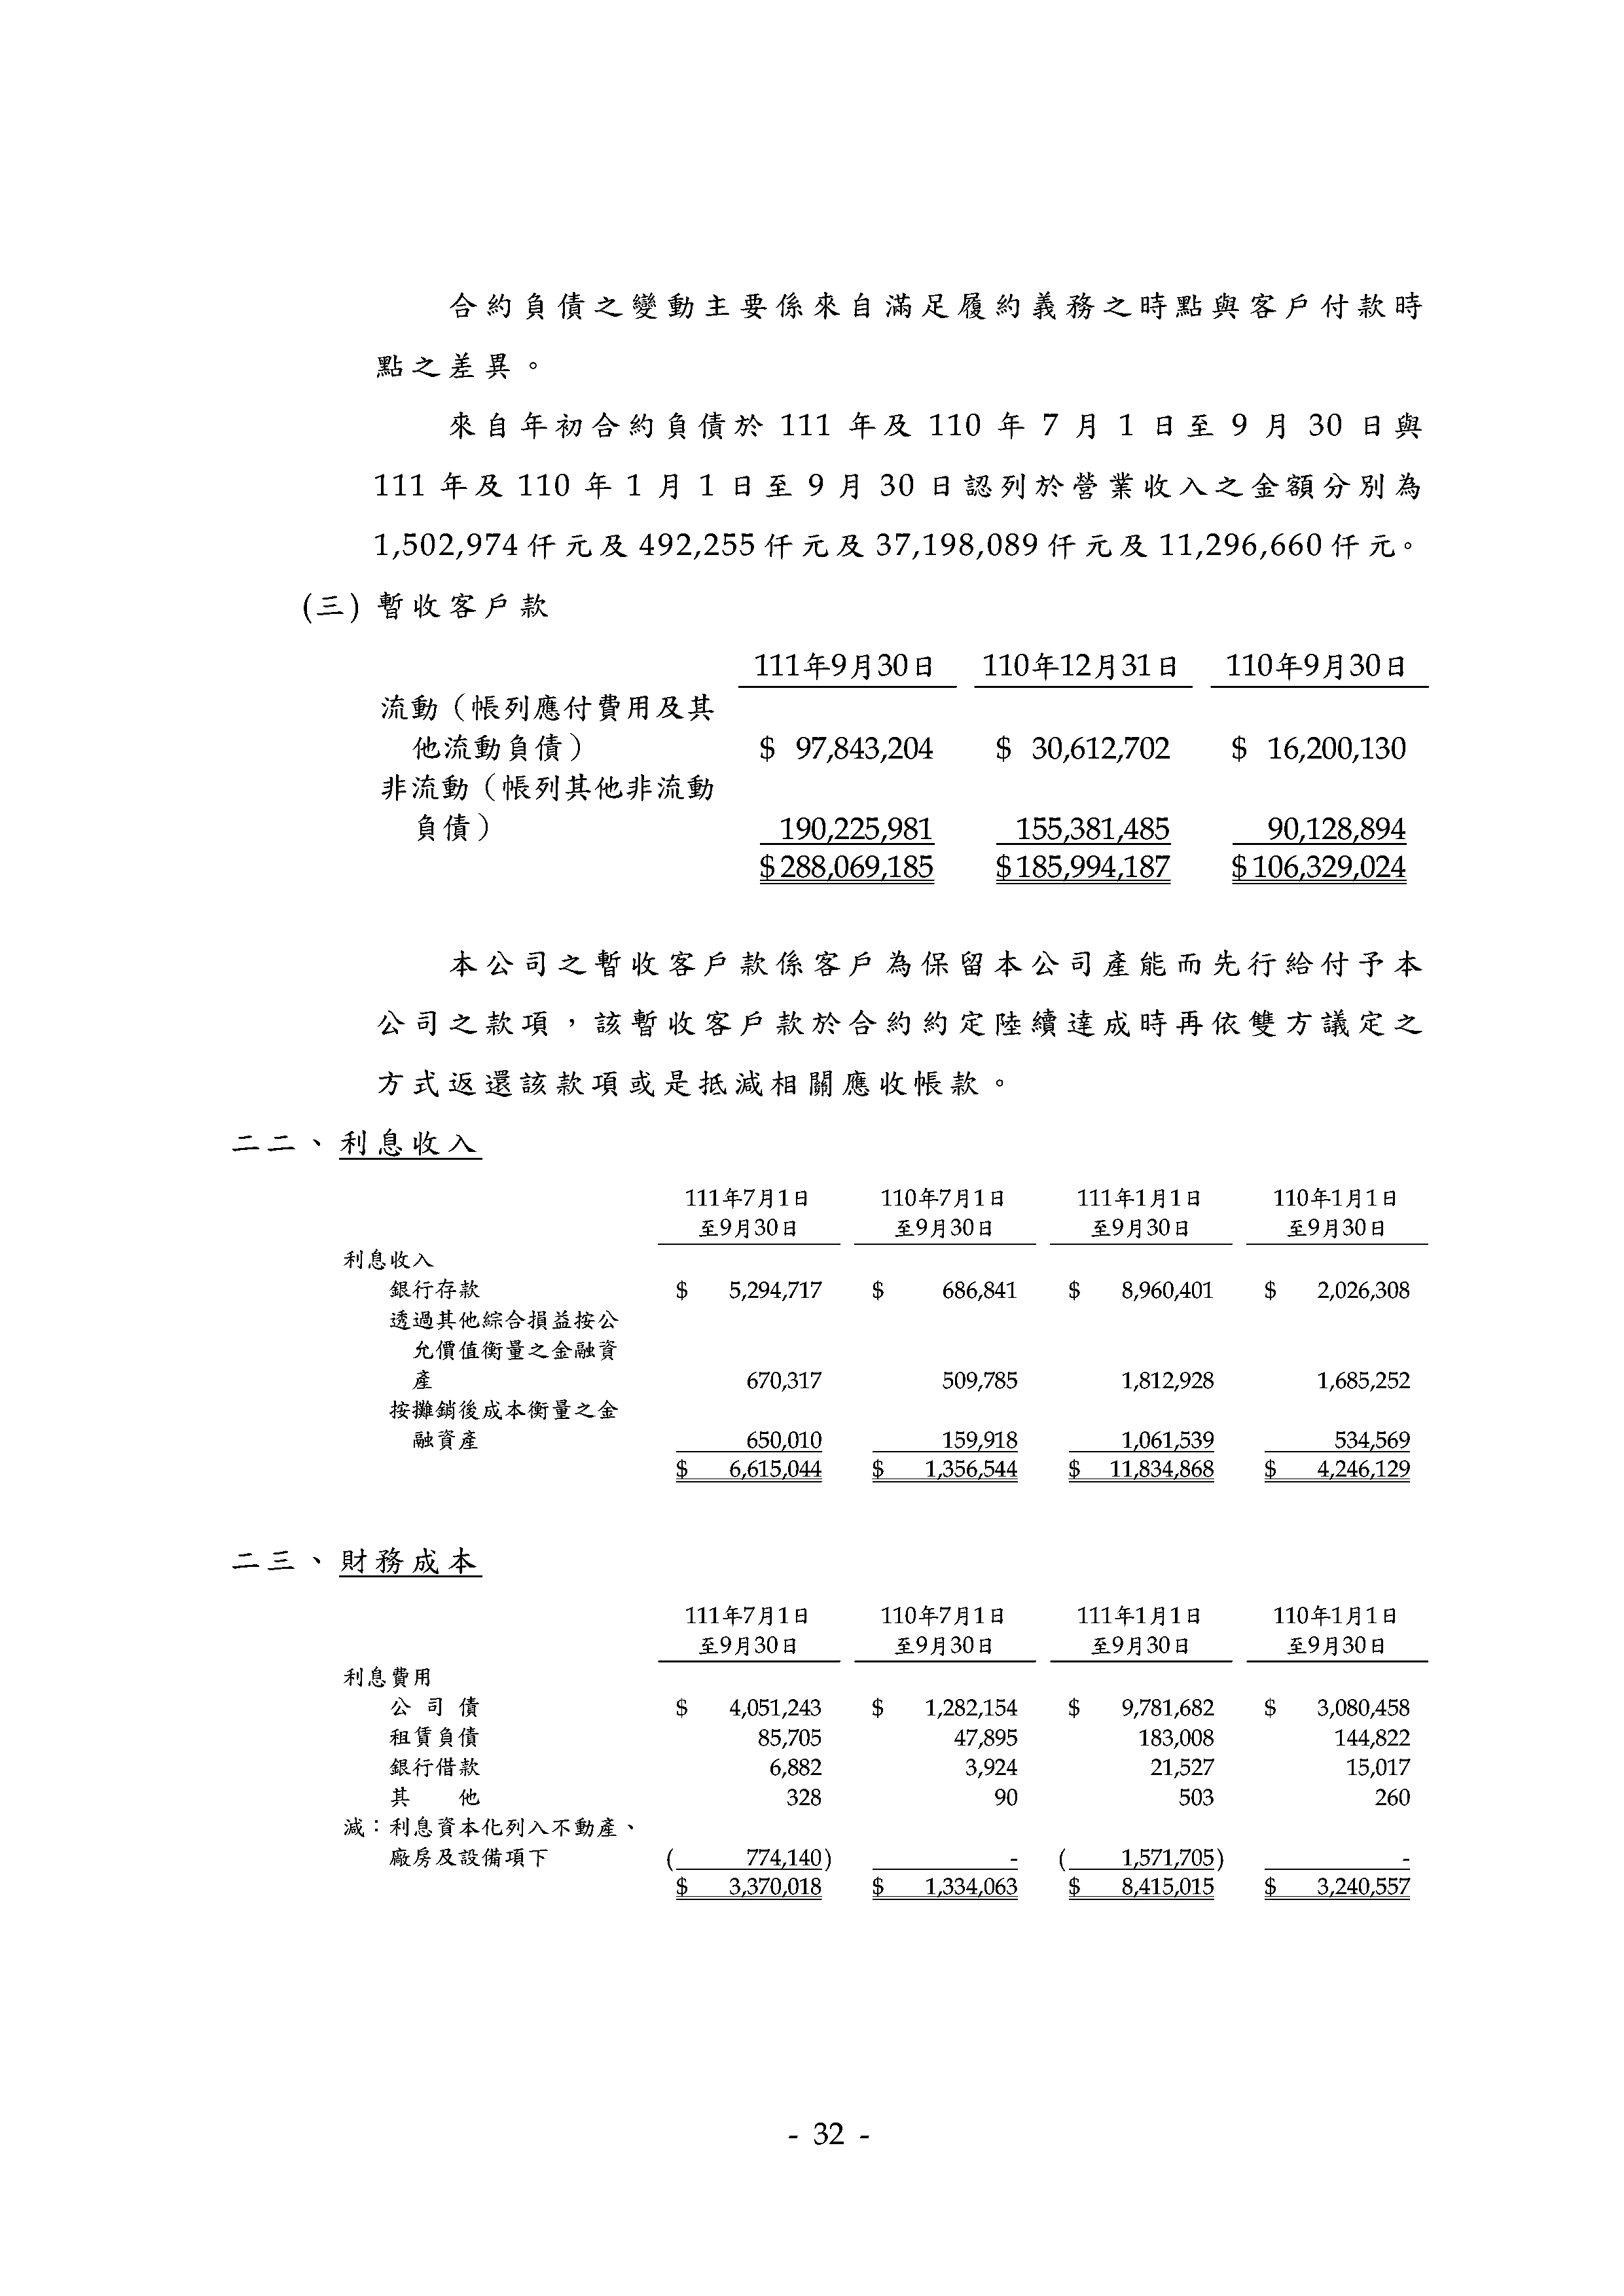 合約負債之變動主要係來自滿足履約義務之時點與客戶付款時
點之差異。
來自年初合約負債於 111 年及 110 年 7 月 1 日至 9 月 30 日與
111 年及 110 年 1 月 1 日至 9 月 30 日認列於營業收入之金額分別為
1,502,974仟元及492,255仟元及37,198,089仟元及11,296,660仟元。
(三) 暫收客戶款
111年9月30日 110年12月31日 110年9月30日
流動（帳列應付費用及其
他流動負債） $ 97,843,204 $ 30,612,702 $ 16,200,130
非流動（帳列其他非流動
負債） 190,225,981 155,381,485 90,128,894
$288,069,185 $185,994,187 $106,329,024
本公司之暫收客戶款係客戶為保留本公司產能而先行給付予本
公司之款項，該暫收客戶款於合約約定陸續達成時再依雙方議定之
方式返還該款項或是抵減相關應收帳款。
二二、利息收入
111年7月1日 110年7月1日 111年1月1日 110年1月1日
至9月30日 至9月30日 至9月30日 至9月30日
利息收入
銀行存款 $ 5,294,717 $ 686,841 $ 8,960,401 $ 2,026,308
透過其他綜合損益按公
允價值衡量之金融資
產 670,317 509,785 1,812,928 1,685,252
按攤銷後成本衡量之金
融資產 650,010 159,918 1,061,539 534,569
$ 6,615,044 $ 1,356,544 $ 11,834,868 $ 4,246,129
二三、財務成本
111年7月1日 110年7月1日 111年1月1日 110年1月1日
至9月30日 至9月30日 至9月30日 至9月30日
利息費用
公 司 債 $ 4,051,243 $ 1,282,154 $ 9,781,682 $ 3,080,458
租賃負債 85,705 47,895 183,008 144,822
銀行借款 6,882 3,924 21,527 15,017
其 他 328 90 503 260
減：利息資本化列入不動產、
廠房及設備項下 ( 774,140) - ( 1,571,705) -
$ 3,370,018 $ 1,334,063 $ 8,415,015 $ 3,240,557
- 32 -